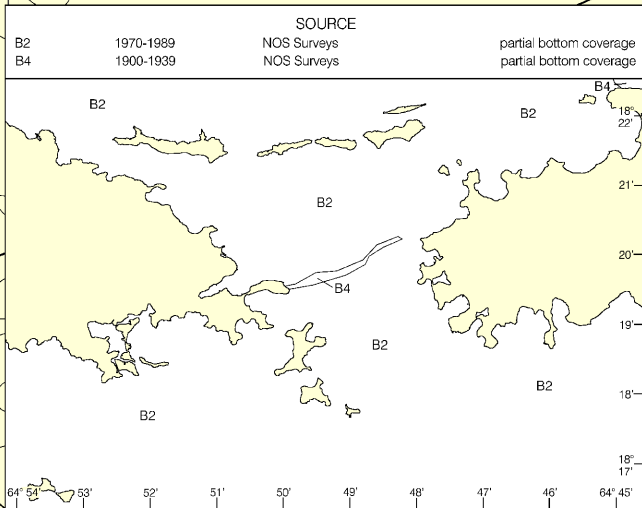 SOURCE
B2 1970-1989 NOS Surveys partial bottom coverage
B4 1900-1939 NOS Surveys partial bottom coverage
B4
B2
B2
18°
22'
21'
B2
20'
B4
19'
B2
B2
18'
B2
18°
17'
64° 54' 53' 52' 51' 50' 49' 48' 47' 46' 64° 45'